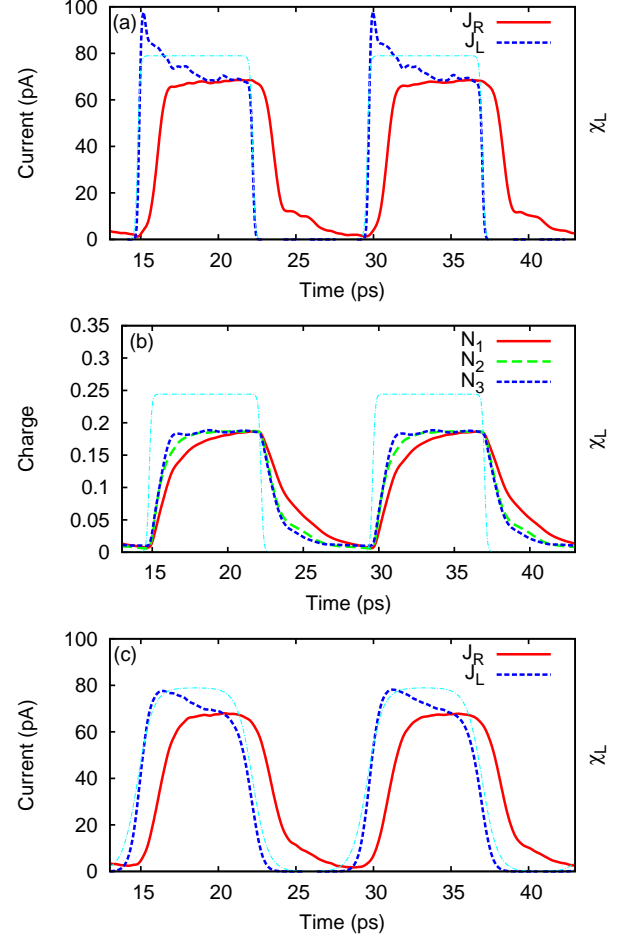 (a)
J_R
J_L
100
80
60
40
20
0
Current (pA)
χ_L
15 20 25 30 35 40
Time (ps)
(b)
N_1
N_2
N_3
0.35
0.3
0.25
0.2
0.15
0.1
0.05
0
Charge
χ_L
15 20 25 30 35 40
Time (ps)
(c)
J_R
J_L
100
80
60
40
20
0
Current (pA)
χ_L
15 20 25 30 35 40
Time (ps)